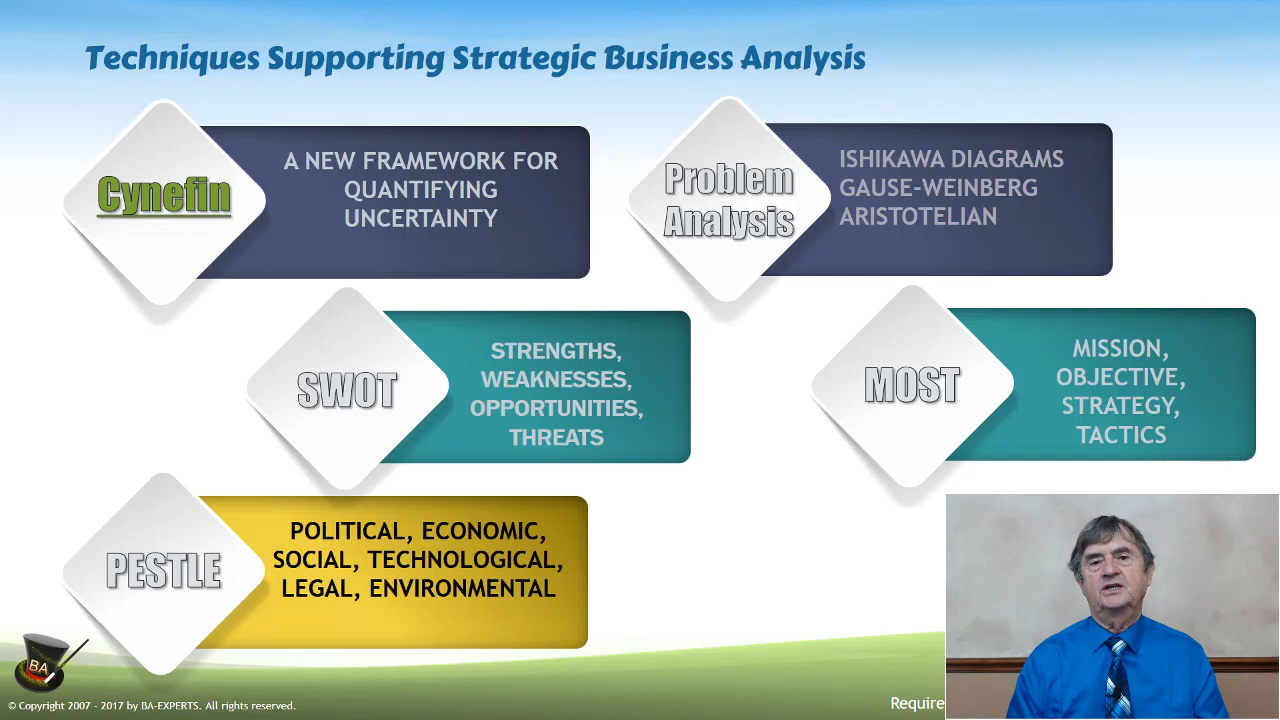 Techniques Supporting Strategic Business Analysis
Cynefin
A NEW FRAMEWORK FOR
QUANTIFYING
UNCERTAINTY
Problem
Analysis
ISHIKAWA DIAGRAMS
GAUSE-WEINBERG
ARISTOTELIAN
SWOT
STRENGTHS,
WEAKNESSES,
OPPORTUNITIES,
THREATS
MOST
MISSION,
OBJECTIVE,
STRATEGY,
TACTICS
PESTLE
POLITICAL, ECONOMIC,
SOCIAL, TECHNOLOGICAL,
LEGAL, ENVIRONMENTAL
BA
© Copyright 2007 - 2017 by BA-EXPERTS. All rights reserved.
Require